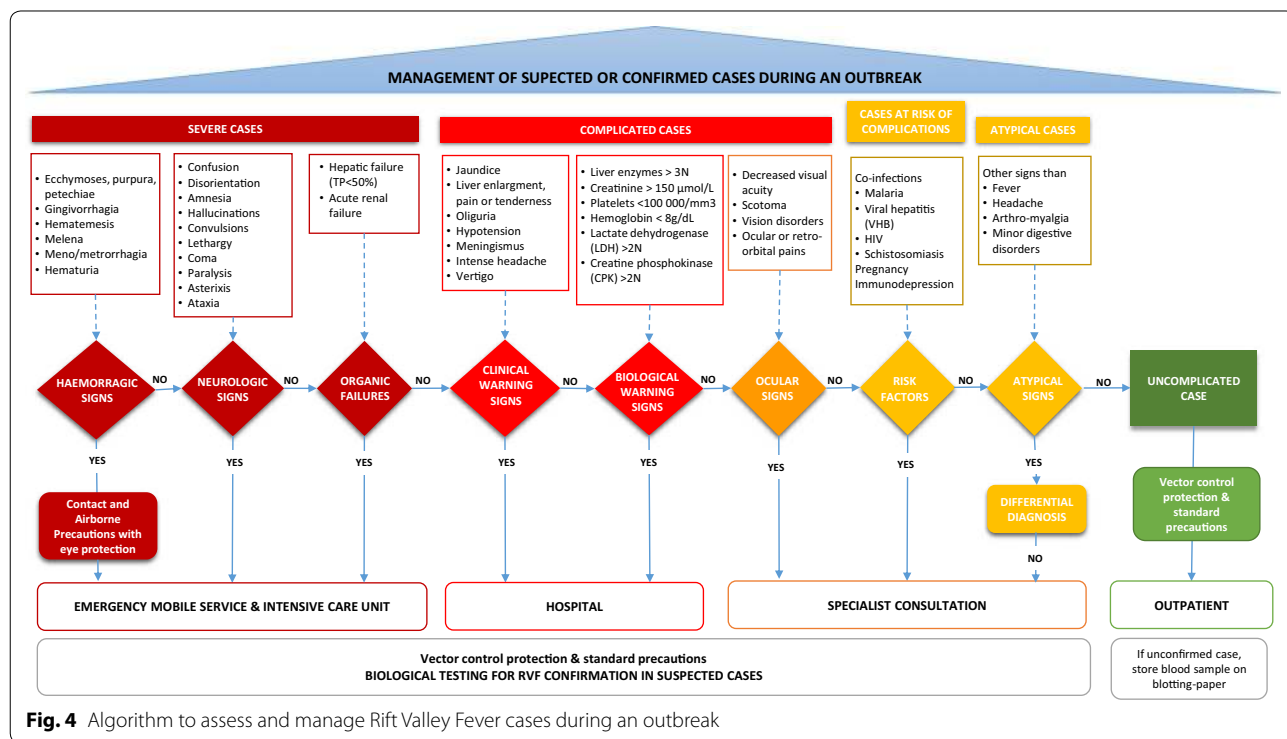 MANAGEMENT OF SUPECTED OR CONFIRMED CASES DURING AN OUTBREAK
SEVERE CASES
COMPLICATED CASES
CASES AT RISK OF
COMPLICATIONS
ATYPICAL CASES
• Ecchymoses, purpura,
petechiae
• Gingivorrhagia
• Hematemesis
• Melena
• Meno/metrorrhagia
• Hematuria
• Confusion
• Disorientation
• Amnesia
• Hallucinations
• Convulsions
• Lethargy
• Coma
• Paralysis
• Asterixis
• Ataxia
• Hepatic failure
(TP<50%)
• Acute renal
failure
• Jaundice
• Liver enlargment,
pain or tenderness
• Oliguria
• Hypotension
• Meningismus
• Intense headache
• Vertigo
• Liver enzymes > 3N
• Creatinine > 150 µmol/L
• Platelets <100 000/mm3
• Hemoglobin < 8g/dL
• Lactate dehydrogenase
(LDH) >2N
• Creatine phosphokinase
(CPK) >2N
• Decreased visual
acuity
• Scotoma
• Vision disorders
• Ocular or retro-
orbital pains
Co-infections
• Malaria
• Viral hepatitis
(VHB)
• HIV
• Schistosomiasis
Pregnancy
Immunodepression
Other signs than
• Fever
• Headache
• Arthro-myalgia
• Minor digestive
disorders
HAEMORRAGIC
SIGNS
NO
NEUROLOGIC
SIGNS
NO
ORGANIC
FAILURES
NO
CLINICAL
WARNING
SIGNS
NO
BIOLOGICAL
WARNING
SIGNS
NO
OCULAR
SIGNS
NO
RISK
FACTORS
NO
ATYPICAL
SIGNS
NO
UNCOMPLICATED
CASE
YES
YES
YES
YES
YES
YES
YES
YES
Contact and
Airborne
Precautions with
eye protection
DIFFERENTIAL
DIAGNOSIS
NO
Vector control
protection &
standard
precautions
EMERGENCY MOBILE SERVICE & INTENSIVE CARE UNIT
HOSPITAL
SPECIALIST CONSULTATION
OUTPATIENT
Vector control protection & standard precautions
BIOLOGICAL TESTING FOR RVF CONFIRMATION IN SUSPECTED CASES
If unconfirmed case,
store blood sample on
blotting-paper
Fig. 4 Algorithm to assess and manage Rift Valley Fever cases during an outbreak